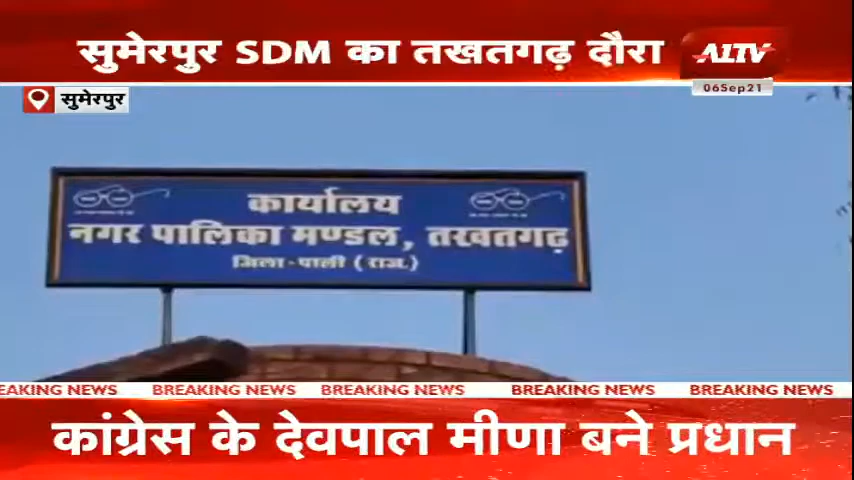 सुमेरपुर SDM का तखतगढ़ दौरा
ALTV
06Sep21
सुमेरपुर
कार्यालय
नगर पालिका मण्डल, तखतगढ़
जिला-पाली (राज.)
BREAKING NEWS BREAKING NEWS BREAKING NEWS BREAKING NEWS BREAKING NEWS
कांग्रेस के देवपाल मीणा बने प्रधान